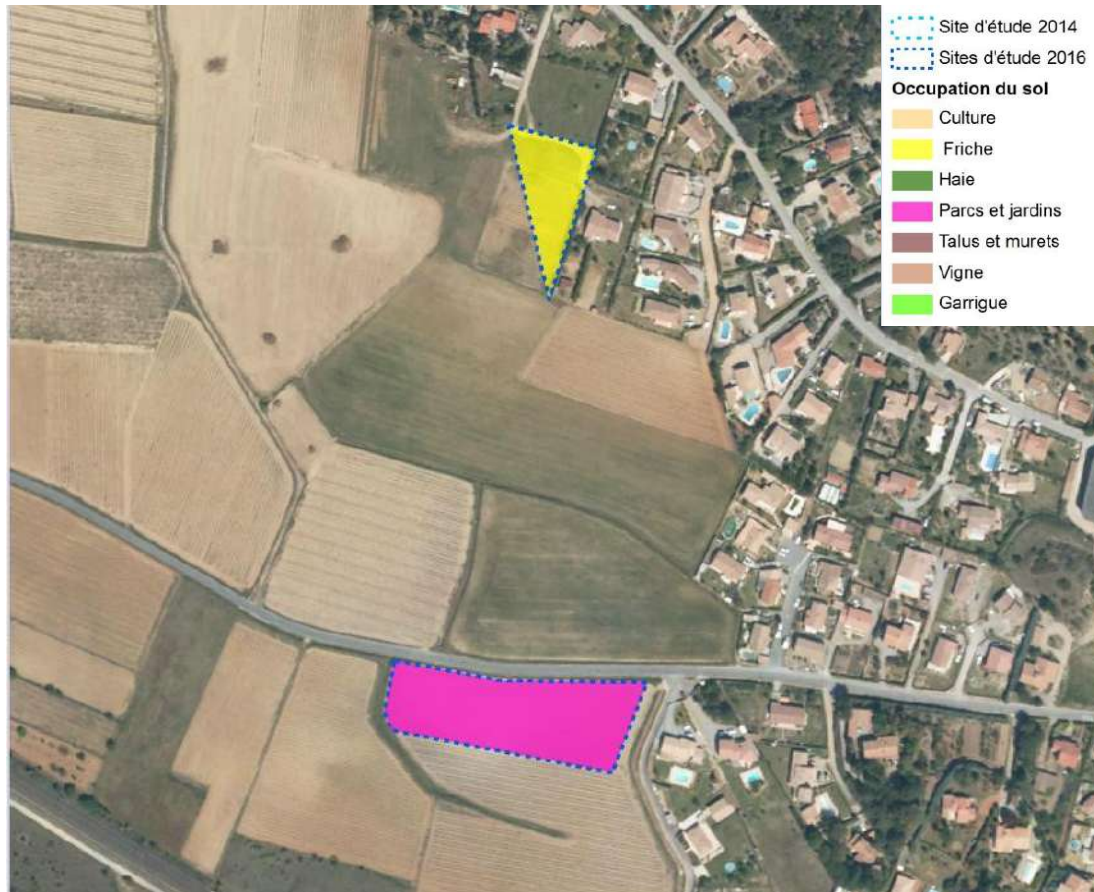 Site d'étude 2014
Sites d'étude 2016
Occupation du sol
Culture
Friche
Haie
Parcs et jardins
Talus et murets
Vigne
Garrigue